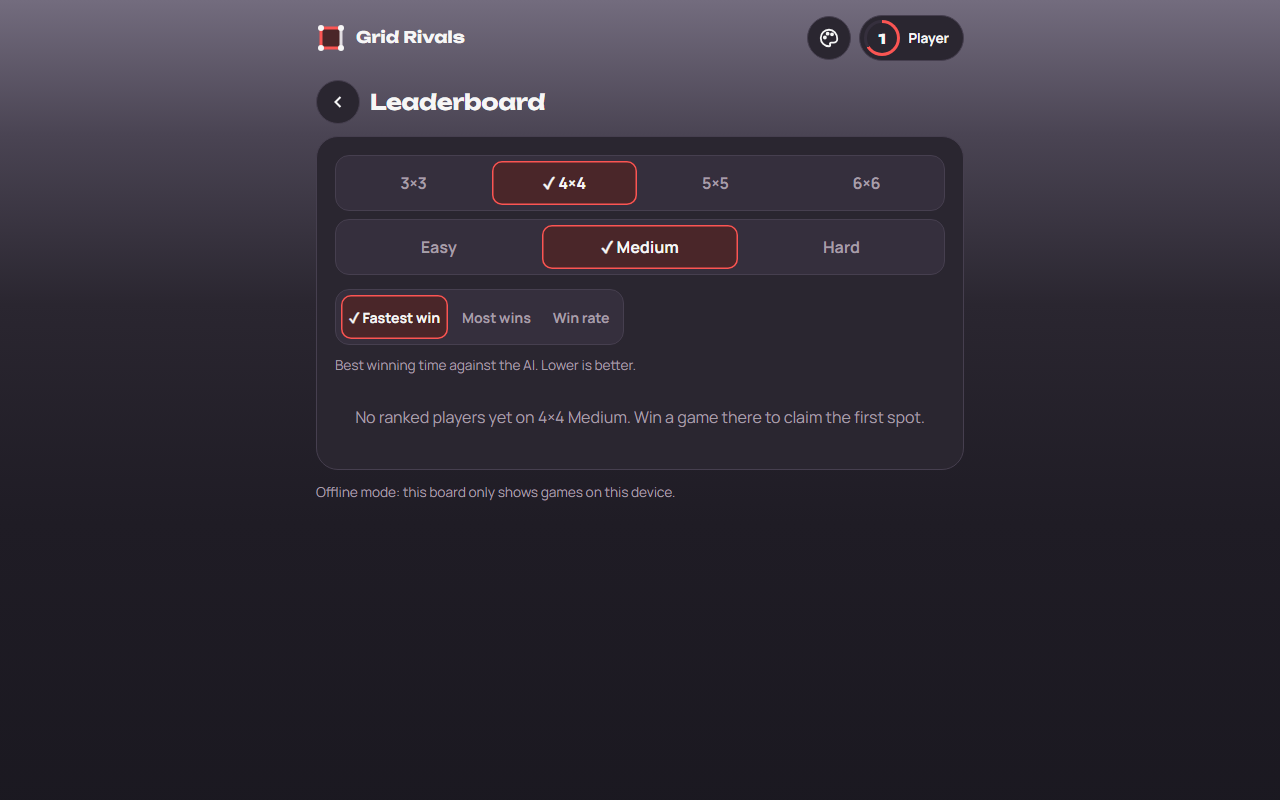 Grid Rivals
1 Player
Leaderboard
3×3 ✓ 4×4 5×5 6×6
Easy ✓ Medium Hard
✓ Fastest win Most wins Win rate
Best winning time against the AI. Lower is better.
No ranked players yet on 4×4 Medium. Win a game there to claim the first spot.
Offline mode: this board only shows games on this device.